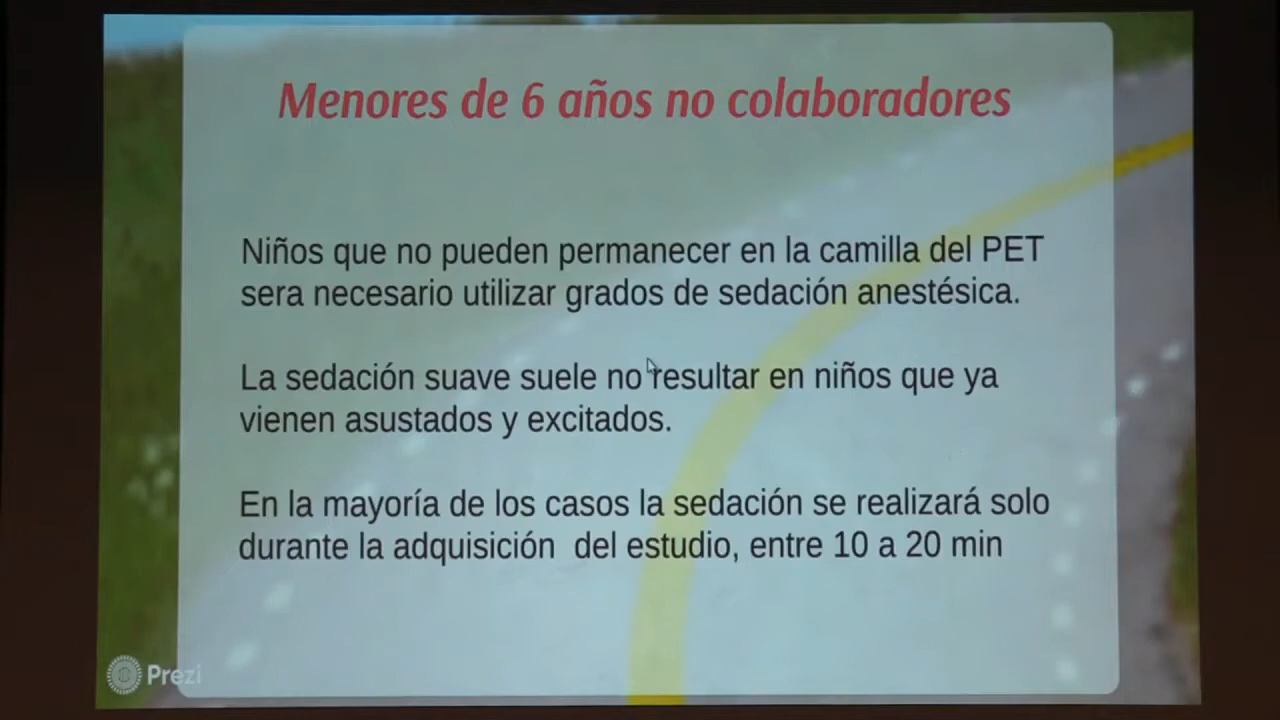 Menores de 6 años no colaboradores
Niños que no pueden permanecer en la camilla del PET
sera necesario utilizar grados de sedación anestésica.
La sedación suave suele no resultar en niños que ya
vienen asustados y excitados.
En la mayoría de los casos la sedación se realizará solo
durante la adquisición  del estudio, entre 10 a 20 min
Prezi